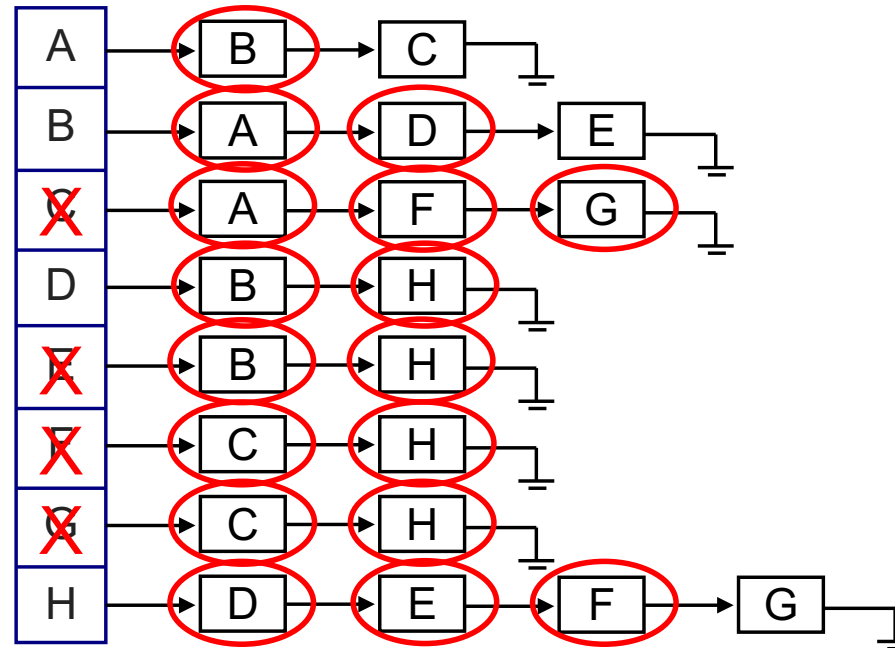 A B C
B A D E
C A F G
D B H
E B H
F C H
G C H
H D E F G